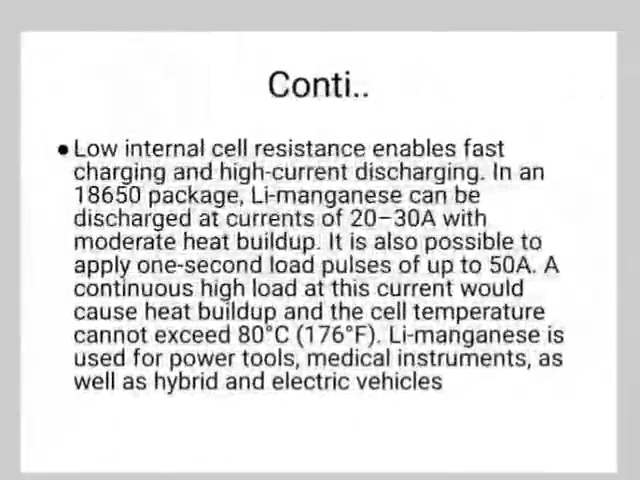 Conti..
●Low internal cell resistance enables fast
charging and high-current discharging. In an
18650 package, Li-manganese can be
discharged at currents of 20–30A with
moderate heat buildup. It is also possible to
apply one-second load pulses of up to 50A. A
continuous high load at this current would
cause heat buildup and the cell temperature
cannot exceed 80°C (176°F). Li-manganese is
used for power tools, medical instruments, as
well as hybrid and electric vehicles